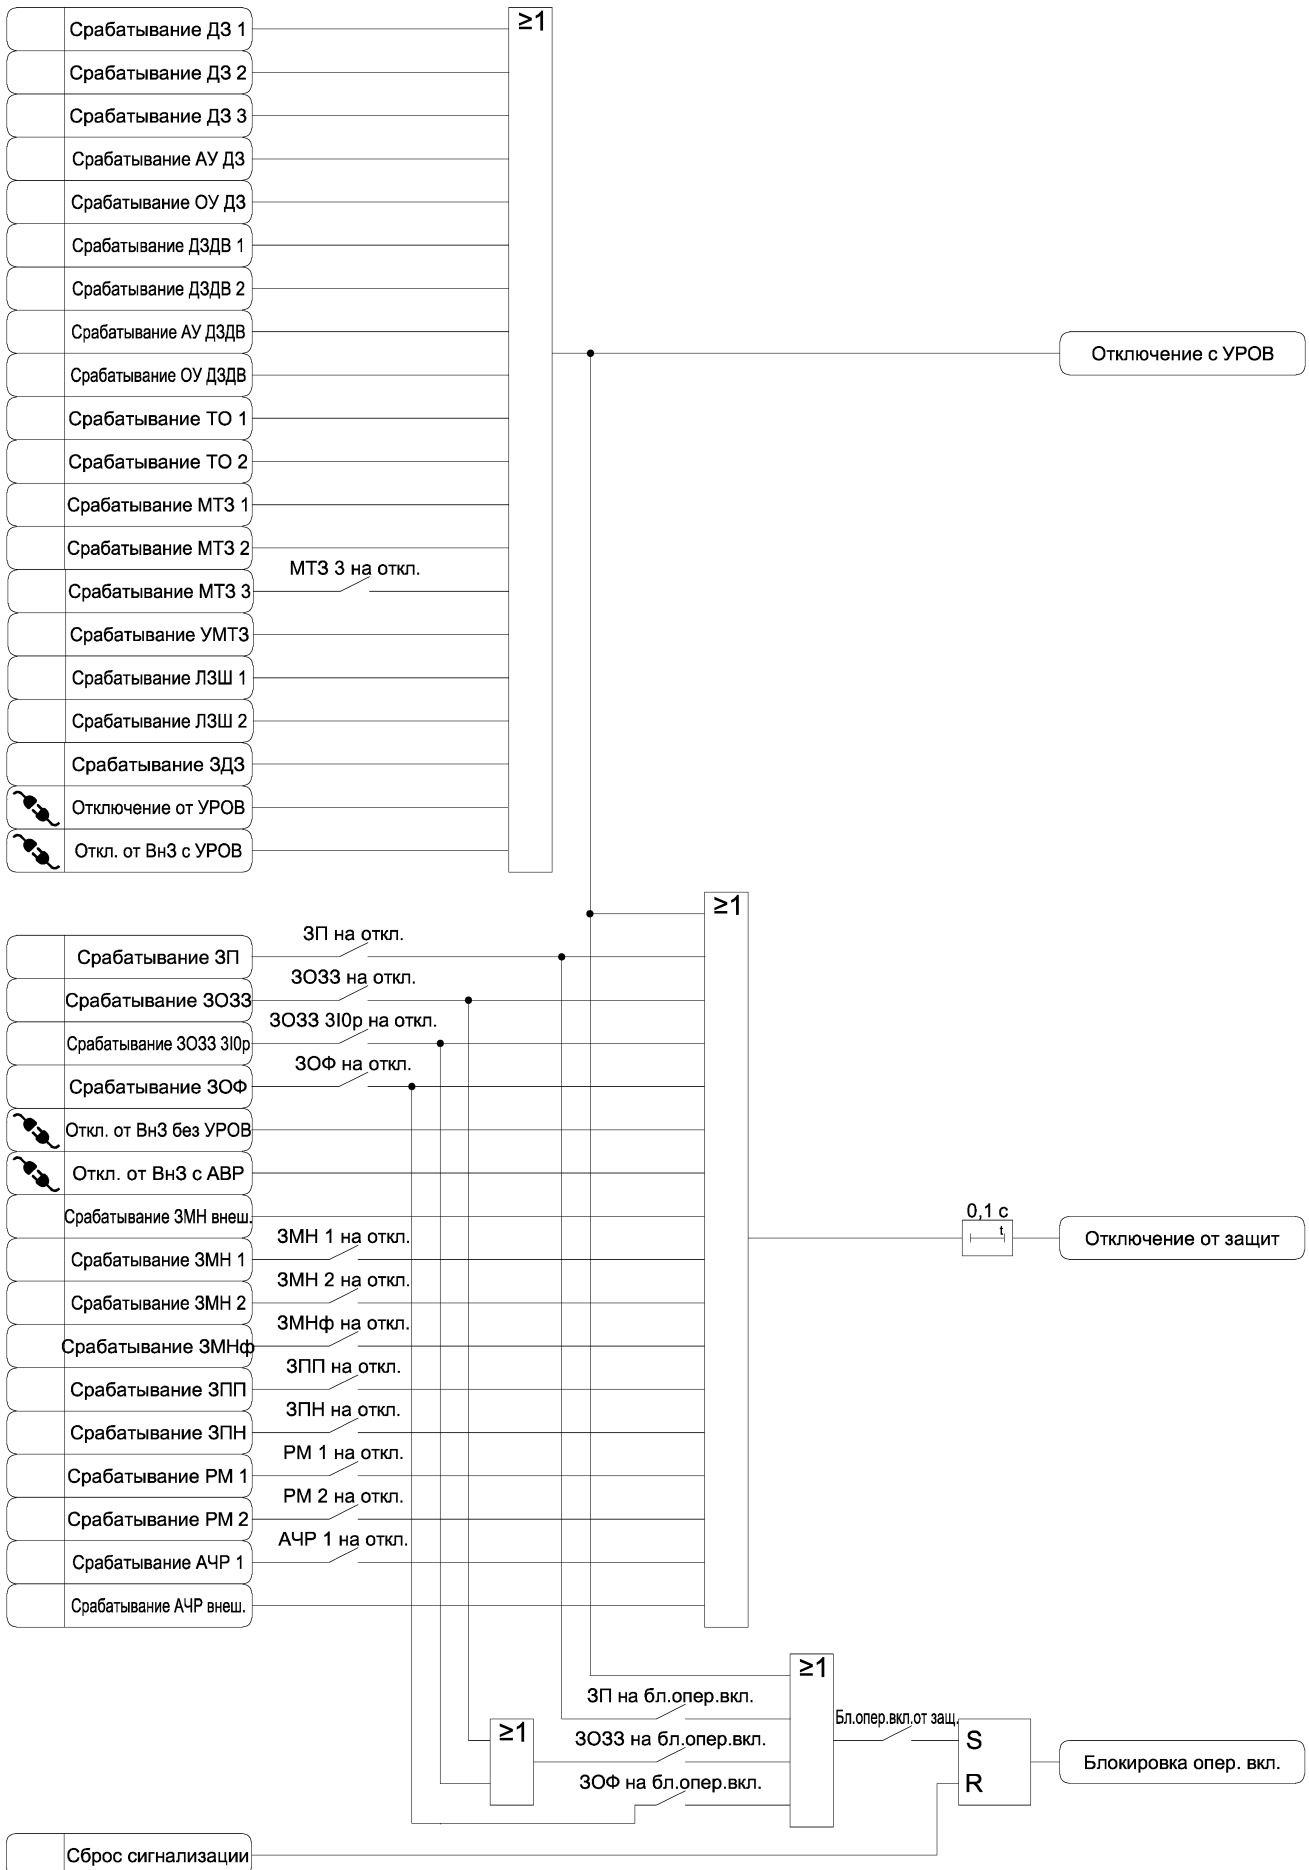 Срабатывание ДЗ 1
≥1
Срабатывание ДЗ 2
Срабатывание ДЗ 3
Срабатывание АУ ДЗ
Срабатывание ОУ ДЗ
Срабатывание ДЗДВ 1
Срабатывание ДЗДВ 2
Срабатывание АУ ДЗДВ
Отключение с УРОВ
Срабатывание ОУ ДЗДВ
Срабатывание ТО 1
Срабатывание ТО 2
Срабатывание МТЗ 1
Срабатывание МТЗ 2
МТЗ 3 на откл.
Срабатывание МТЗ 3
Срабатывание УМТЗ
Срабатывание ЛЗШ 1
Срабатывание ЛЗШ 2
Срабатывание ЗДЗ
Отключение от УРОВ
Откл. от ВнЗ с УРОВ
≥1
ЗП на откл.
Срабатывание ЗП
ЗОЗЗ на откл.
Срабатывание ЗОЗЗ
ЗОЗЗ 3I0р на откл.
Срабатывание ЗОЗЗ 3I0р
ЗОФ на откл.
Срабатывание ЗОФ
Откл. от ВнЗ без УРОВ
Откл. от ВнЗ с АВР
Срабатывание ЗМН внеш.
0,1 с
t
Отключение от защит
ЗМН 1 на откл.
Срабатывание ЗМН 1
ЗМН 2 на откл.
Срабатывание ЗМН 2
ЗМНф на откл.
Срабатывание ЗМНф
ЗПП на откл.
Срабатывание ЗПП
ЗПН на откл.
Срабатывание ЗПН
РМ 1 на откл.
Срабатывание РМ 1
РМ 2 на откл.
Срабатывание РМ 2
АЧР 1 на откл.
Срабатывание АЧР 1
Срабатывание АЧР внеш.
≥1
ЗП на бл.опер.вкл.
Бл.опер.вкл.от защ.
≥1
ЗОЗЗ на бл.опер.вкл.
S
Блокировка опер. вкл.
ЗОФ на бл.опер.вкл.
R
Сброс сигнализации